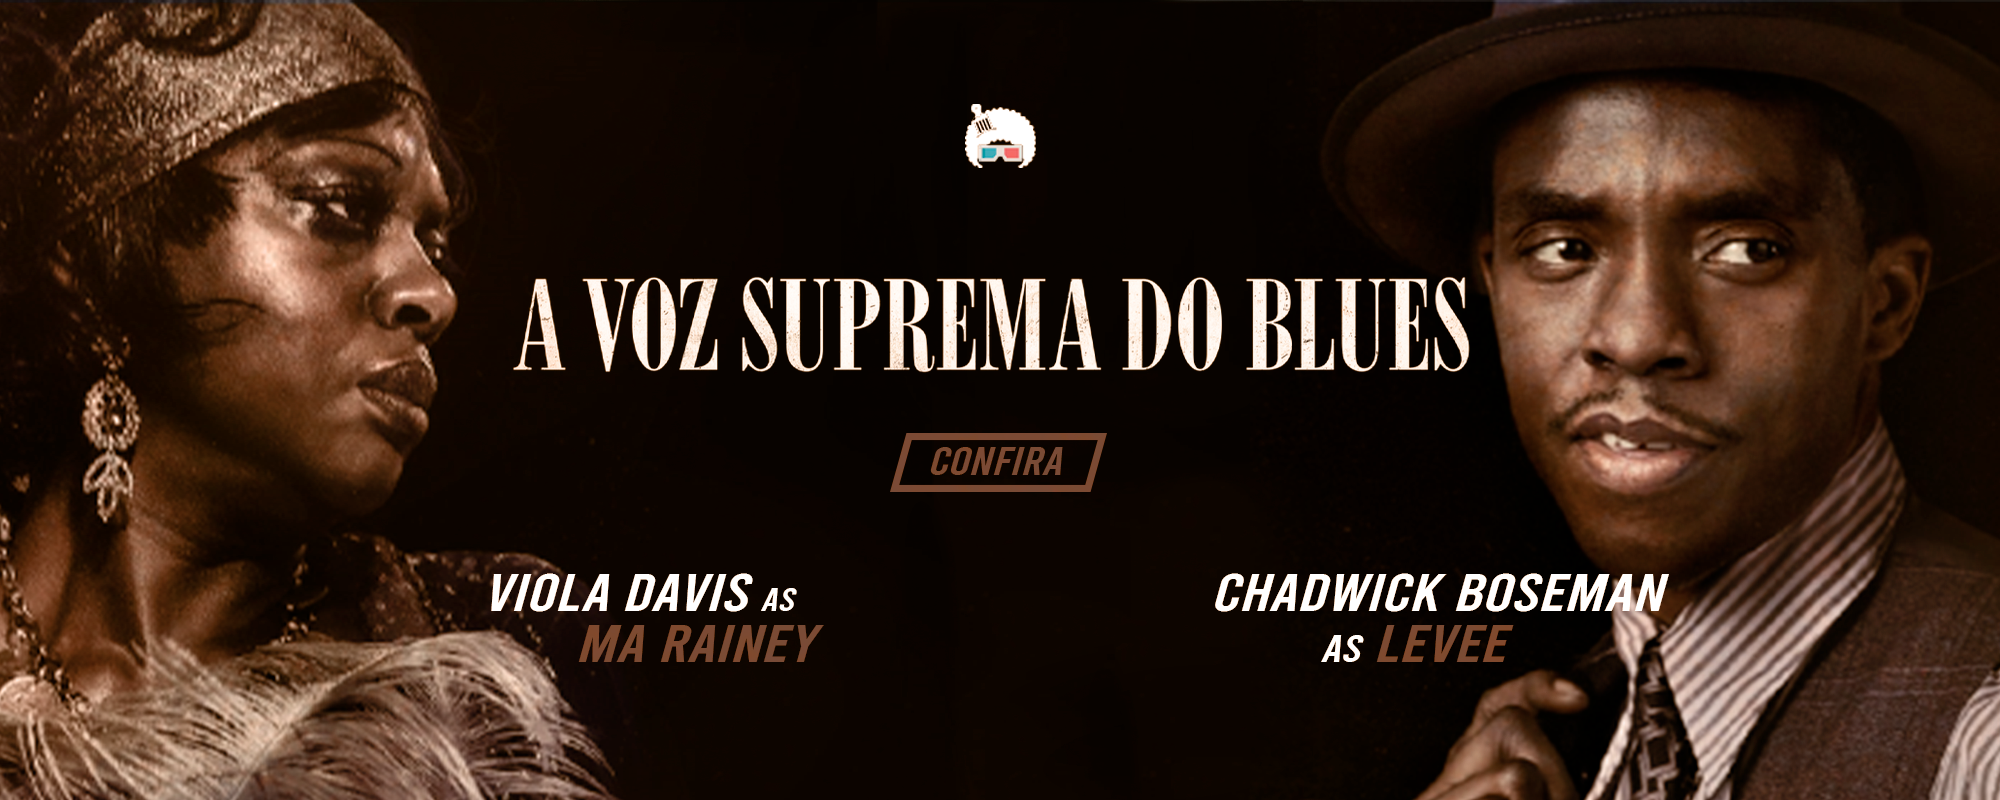 A VOZ SUPREMA DO BLUES
CONFIRA
VIOLA DAVIS AS
MA RAINEY
CHADWICK BOSEMAN
AS LEVEE